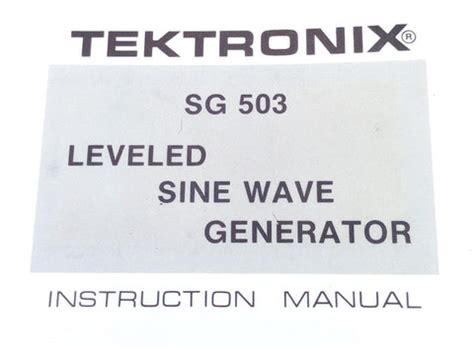 TEKTRONIX®
SG 503
LEVELED
SINE WAVE
GENERATOR
INSTRUCTION MANUAL